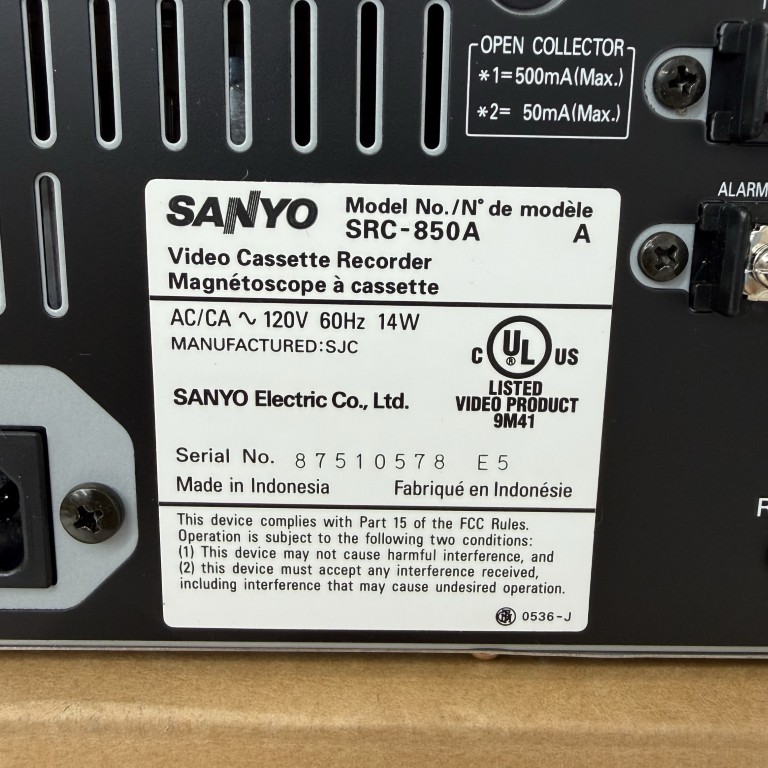 OPEN COLLECTOR
*1=500mA(Max.)
*2= 50mA(Max.)
ALARM
SANYO
Model No./N° de modèle
SRC-850A A
Video Cassette Recorder
Magnétoscope à cassette
AC/CA ∿ 120V 60Hz 14W
MANUFACTURED:SJC
C UL ® US
LISTED
VIDEO PRODUCT
9M41
SANYO Electric Co., Ltd.
Serial No. 87510578 E5
Made in Indonesia Fabriqué en Indonésie
This device complies with Part 15 of the FCC Rules.
Operation is subject to the following two conditions:
(1) This device may not cause harmful interference, and
(2) this device must accept any interference received,
including interference that may cause undesired operation.
0536-J